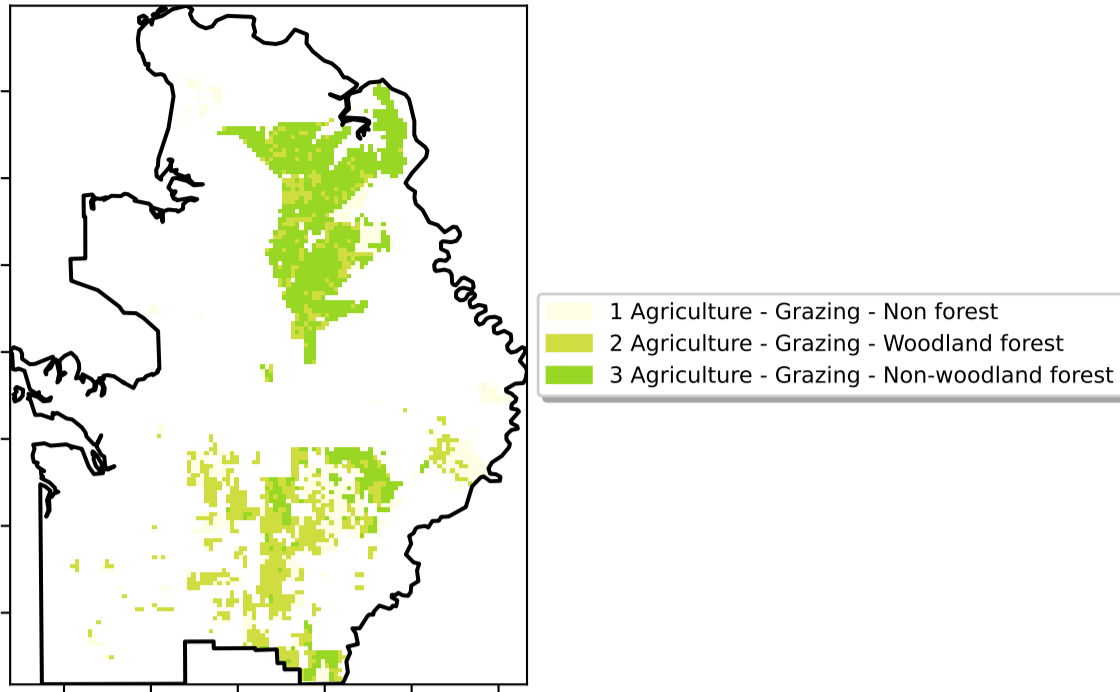 1 Agriculture - Grazing - Non forest
2 Agriculture - Grazing - Woodland forest
3 Agriculture - Grazing - Non-woodland forest